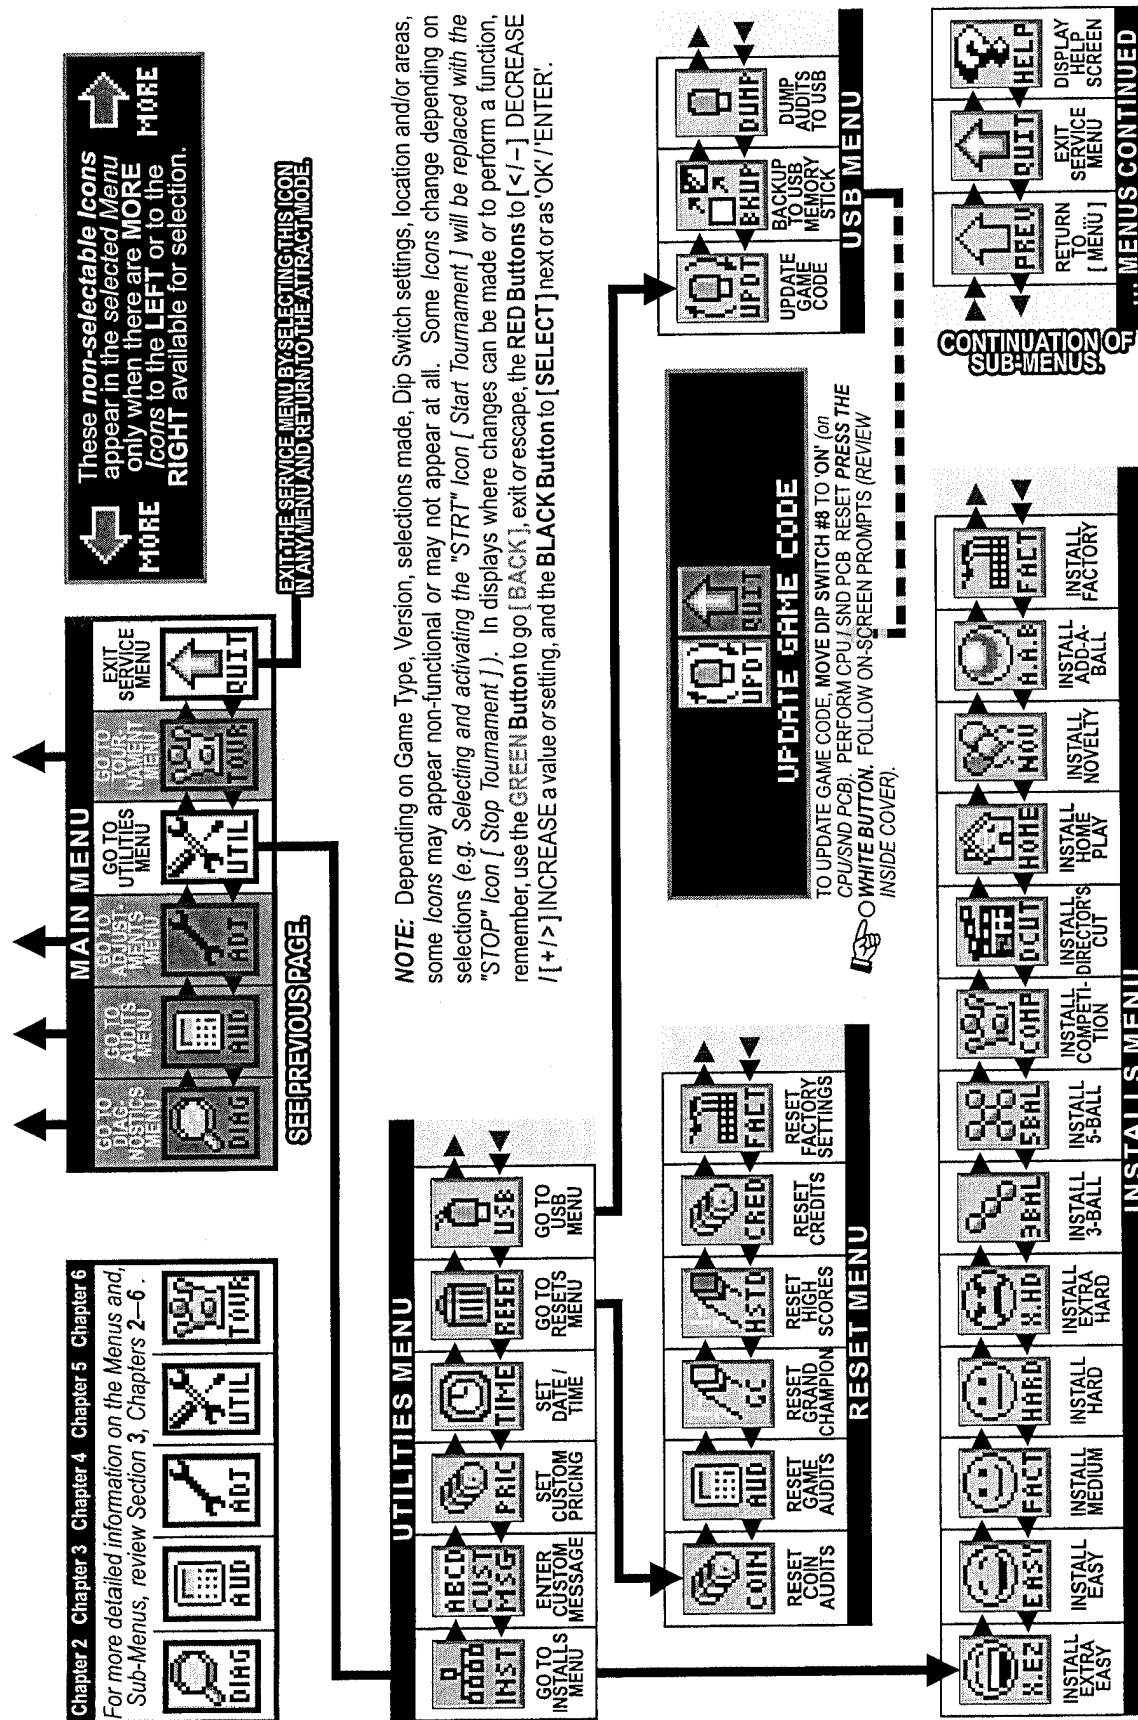 Chapter 2 Chapter 3 Chapter 4 Chapter 5 Chapter 6
For more detailed information on the Menus and,
Sub-Menus, review Section 3, Chapters 2–6 .
DIAG
AUD
ADJ
UTIL
TOUR
MAIN MENU
GO TO
DIAG-
NOSTICS
MENU
DIAG
GO TO
AUDITS
MENU
AUD
GO TO
ADJUST-
MENTS
MENU
ADJ
GO TO
UTILITIES
MENU
UTIL
GO TO
TOUR-
NAMENT
MENU
TOUR
EXIT
SERVICE
MENU
QUIT
SEE PREVIOUS PAGE.
MORE
These non-selectable Icons
appear in the selected Menu
only when there are MORE
Icons to the LEFT or to the
RIGHT available for selection.
MORE
EXIT THE SERVICE MENU BY SELECTING THIS ICON
IN ANY MENU AND RETURN TO THE ATTRACT MODE.
NOTE: Depending on Game Type, Version, selections made, Dip Switch settings, location and/or areas,
some Icons may appear non-functional or may not appear at all. Some Icons change depending on
selections (e.g. Selecting and activating the "STRT" Icon [ Start Tournament ] will be replaced with the
"STOP" Icon [ Stop Tournament ] ). In displays where changes can be made or to perform a function,
remember, use the GREEN Button to go [ BACK ], exit or escape, the RED Buttons to [ </– ] DECREASE
/ [ + / > ] INCREASE a value or setting, and the BLACK Button to [ SELECT ] next or as 'OK' / 'ENTER'.
UTILITIES MENU
INST
GO TO
INSTALLS
MENU
ABCD
CUST
MSG
ENTER
CUSTOM
MESSAGE
PRIC
SET
CUSTOM
PRICING
TIME
SET
DATE /
TIME
RESET
GO TO
RESETS
MENU
USB
GO TO
USB
MENU
COIN
RESET
COIN
AUDITS
AUD
RESET
GAME
AUDITS
GC
RESET
GRAND
CHAMPION
HSTD
RESET
HIGH
SCORES
CRED
RESET
CREDITS
FACT
RESET
FACTORY
SETTINGS
RESET MENU
UPDT
QUIT
UPDATE GAME CODE
TO UPDATE GAME CODE, MOVE DIP SWITCH #8 TO 'ON' (on
CPU/SND PCB). PERFORM CPU / SND PCB RESET PRESS THE
WHITE BUTTON. FOLLOW ON-SCREEN PROMPTS (REVIEW
INSIDE COVER).
UPDT
UPDATE
GAME
CODE
BKUP
BACKUP
TO USB
MEMORY
STICK
DUMP
DUMP
AUDITS
TO USB
USB MENU
X.EZ
INSTALL
EXTRA
EASY
EASY
INSTALL
EASY
FACT
INSTALL
MEDIUM
HARD
INSTALL
HARD
X.HD
INSTALL
EXTRA
HARD
3BAL
INSTALL
3-BALL
5BAL
INSTALL
5-BALL
COMP
INSTALL
COMPETI-
TION
DCUT
INSTALL
DIRECTOR'S
CUT
HOME
INSTALL
HOME
PLAY
NOV
INSTALL
NOVELTY
A.A.B
INSTALL
ADD-A-
BALL
FACT
INSTALL
FACTORY
INSTALLS MENU
CONTINUATION OF
SUB-MENUS.
PREV
RETURN
TO
[ MENU ]
QUIT
EXIT
SERVICE
MENU
HELP
DISPLAY
HELP
SCREEN
... MENUS CONTINUED